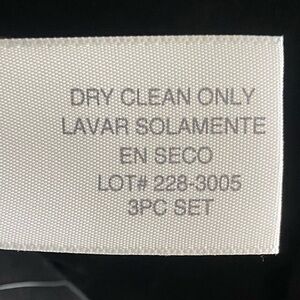 DRY CLEAN ONLY
LAVAR SOLAMENTE
EN SECO
LOT# 228-3005
3PC SET